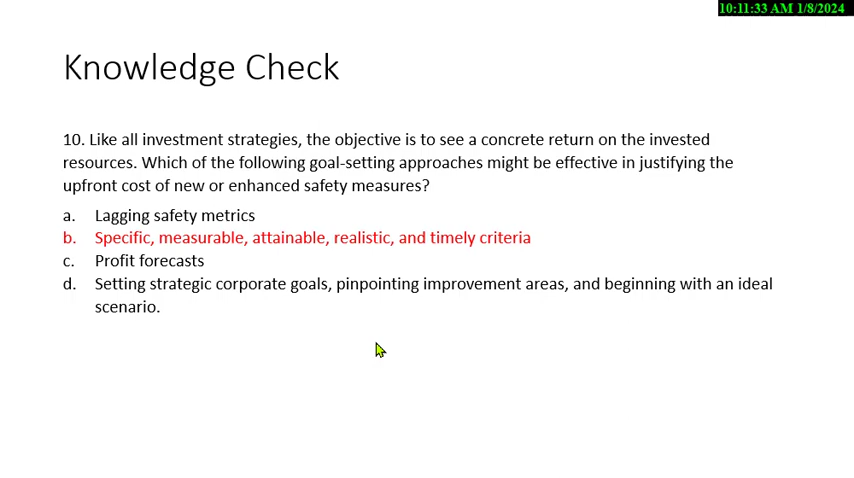 10:11:33 AM 1/8/2024
Knowledge Check
10. Like all investment strategies, the objective is to see a concrete return on the invested
resources. Which of the following goal-setting approaches might be effective in justifying the
upfront cost of new or enhanced safety measures?
a. Lagging safety metrics
b. Specific, measurable, attainable, realistic, and timely criteria
c. Profit forecasts
d. Setting strategic corporate goals, pinpointing improvement areas, and beginning with an ideal
scenario.